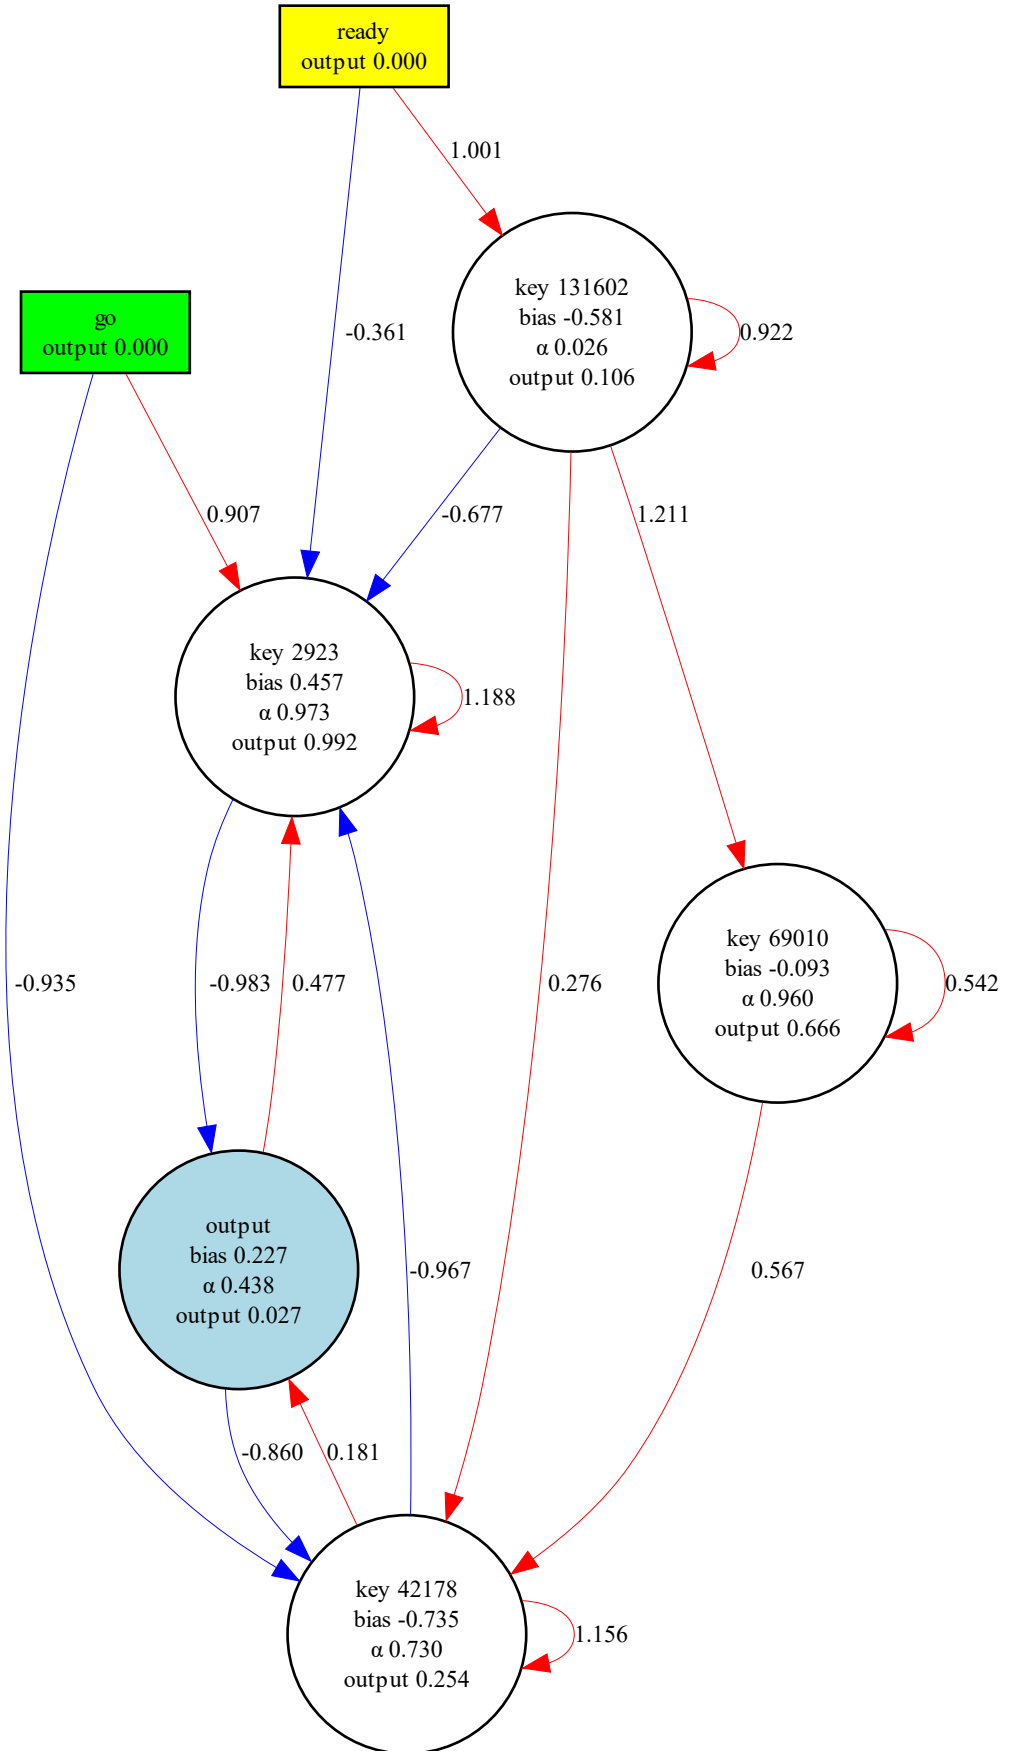 ready
output 0.000
1.001
key 131602
bias -0.581
α 0.026
output 0.106
0.922
go
output 0.000
-0.361
0.907
-0.677
1.211
key 2923
bias 0.457
α 0.973
output 0.992
1.188
key 69010
bias -0.093
α 0.960
output 0.666
0.542
-0.935
-0.983
0.477
0.276
output
bias 0.227
α 0.438
output 0.027
-0.967
0.567
-0.860
0.181
key 42178
bias -0.735
α 0.730
output 0.254
1.156